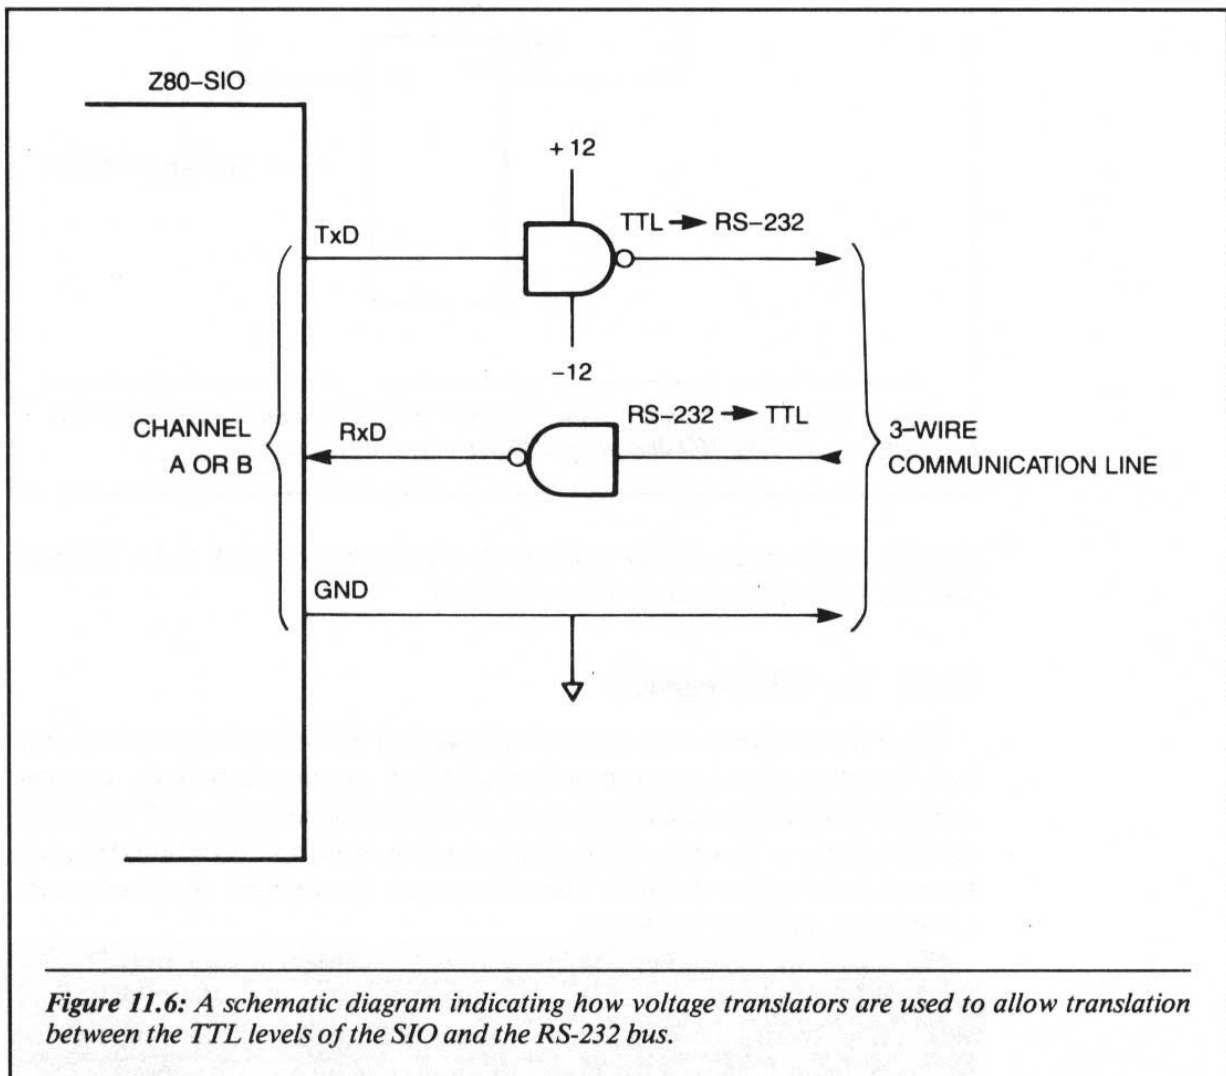 Z80–SIO
+ 12
TxD
TTL → RS–232
–12
RS–232 → TTL
CHANNEL
A OR B
RxD
3–WIRE
COMMUNICATION LINE
GND
Figure 11.6: A schematic diagram indicating how voltage translators are used to allow translation
between the TTL levels of the SIO and the RS-232 bus.